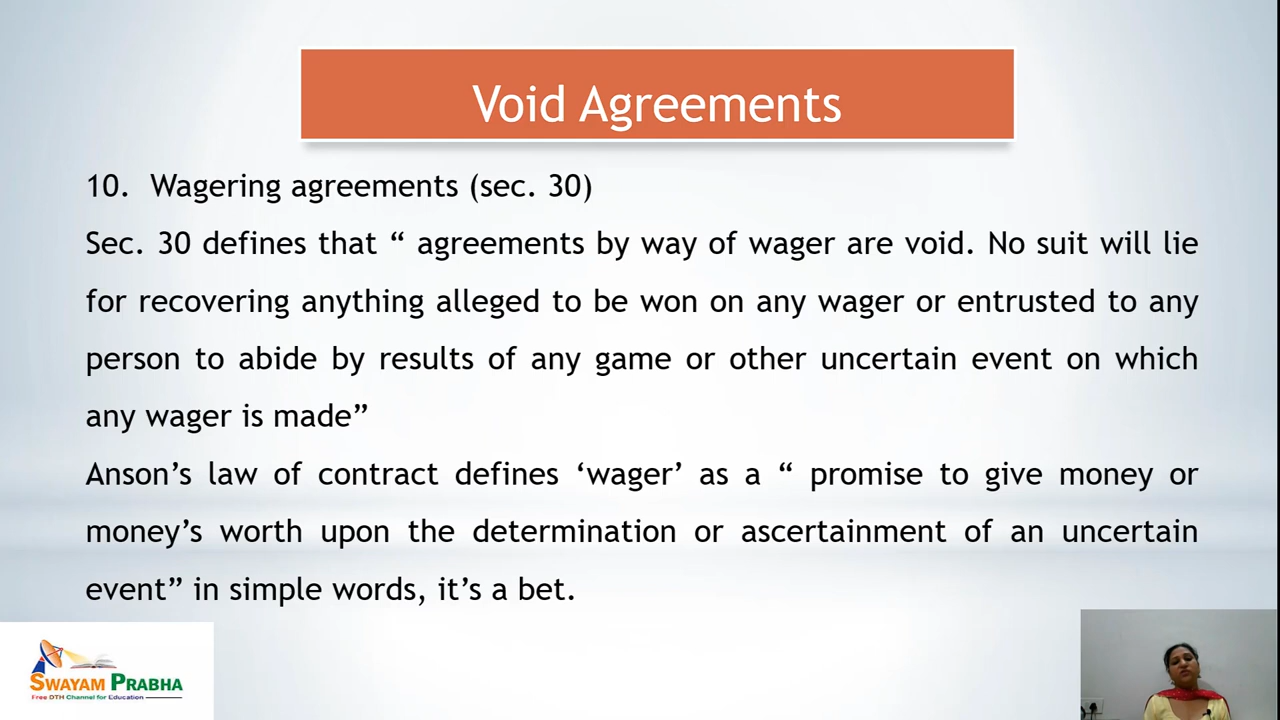 Void Agreements
10. Wagering agreements (sec. 30)
Sec. 30 defines that “ agreements by way of wager are void. No suit will lie
for recovering anything alleged to be won on any wager or entrusted to any
person to abide by results of any game or other uncertain event on which
any wager is made”
Anson’s law of contract defines ‘wager’ as a “ promise to give money or
money’s worth upon the determination or ascertainment of an uncertain
event” in simple words, it’s a bet.
SWAYAM PRABHA
Free DTH Channel for Education